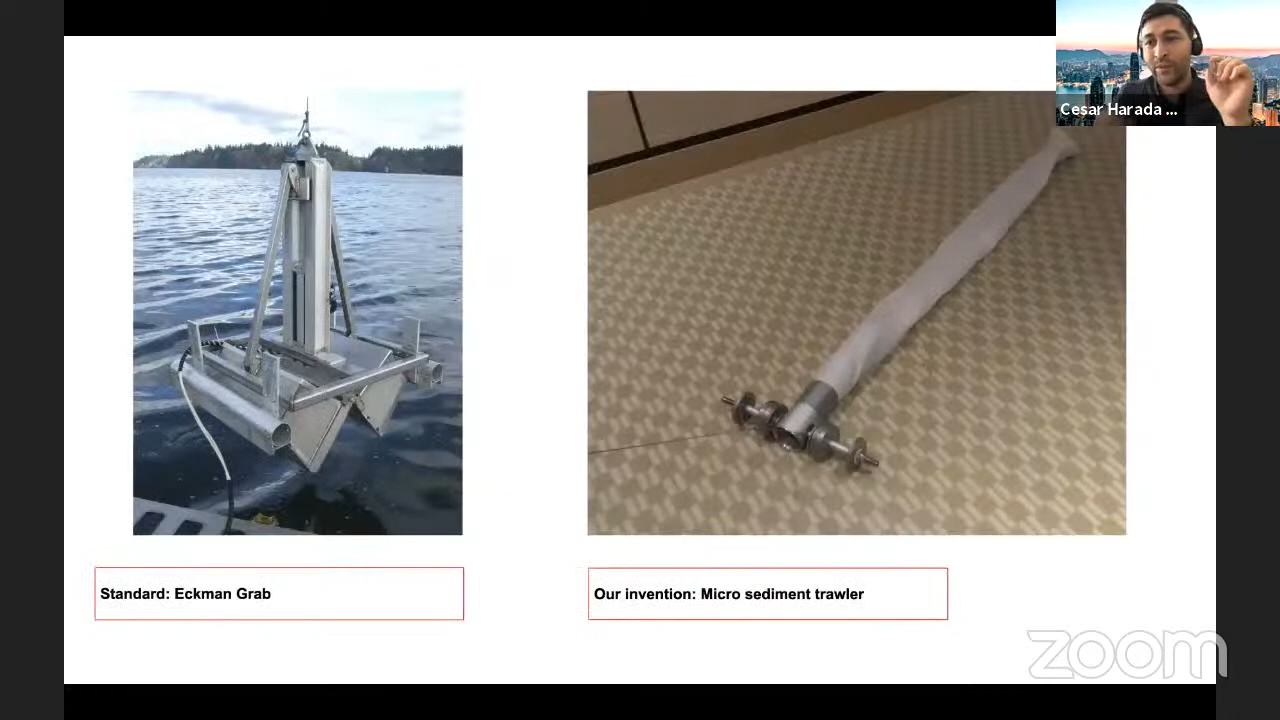 Cesar Harada ...
Standard: Eckman Grab
Our invention: Micro sediment trawler
zoom